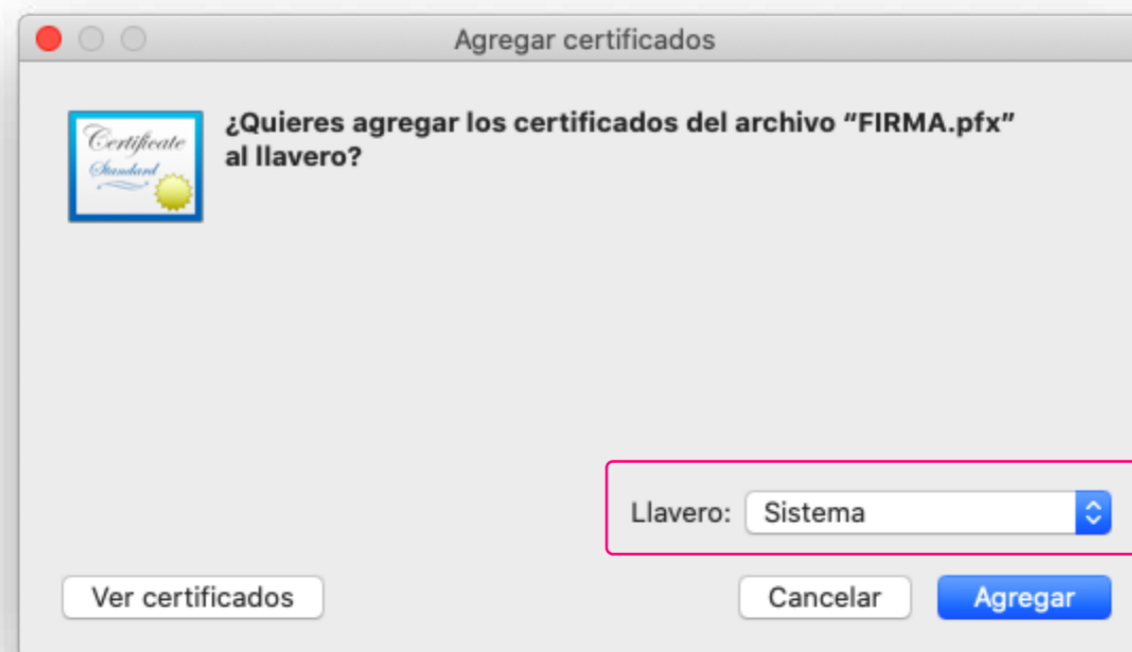 Agregar certificados
Certificate
Standard
¿Quieres agregar los certificados del archivo “FIRMA.pfx”
al llavero?
Llavero: Sistema
Ver certificados Cancelar Agregar